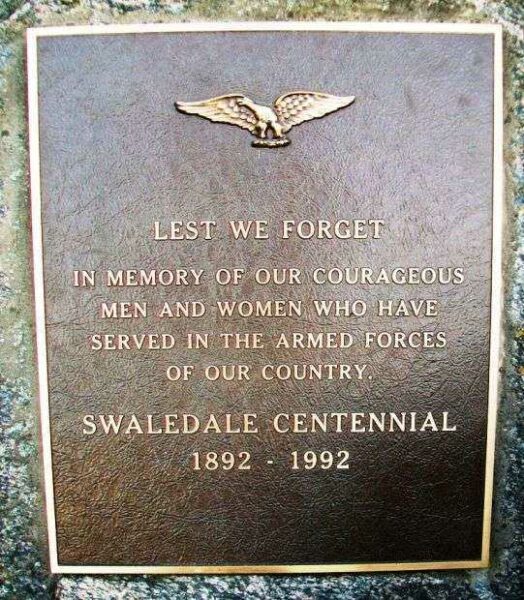 LEST WE FORGET
IN MEMORY OF OUR COURAGEOUS
MEN AND WOMEN WHO HAVE
SERVED IN THE ARMED FORCES
OF OUR COUNTRY.
SWALEDALE CENTENNIAL
1892 - 1992